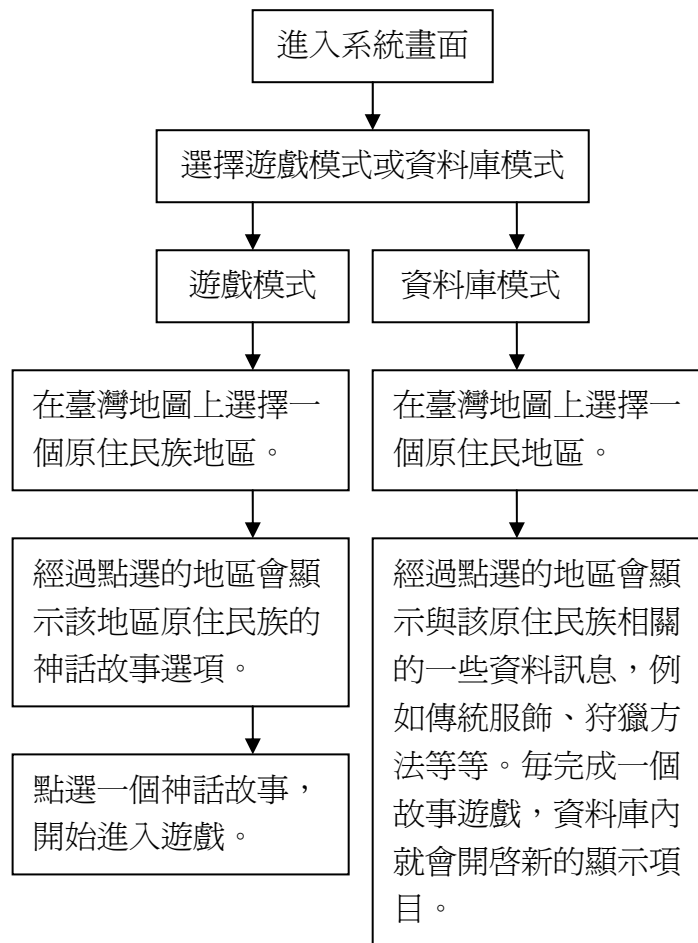 進入系統畫面
選擇遊戲模式或資料庫模式
遊戲模式
資料庫模式
在臺灣地圖上選擇一
個原住民族地區。
在臺灣地圖上選擇一
個原住民地區。
經過點選的地區會顯
示該地區原住民族的
神話故事選項。
經過點選的地區會顯
示與該原住民族相關
的一些資料訊息，例
如傳統服飾、狩獵方
法等等。每完成一個
故事遊戲，資料庫內
就會開啓新的顯示項
目。
點選一個神話故事，
開始進入遊戲。